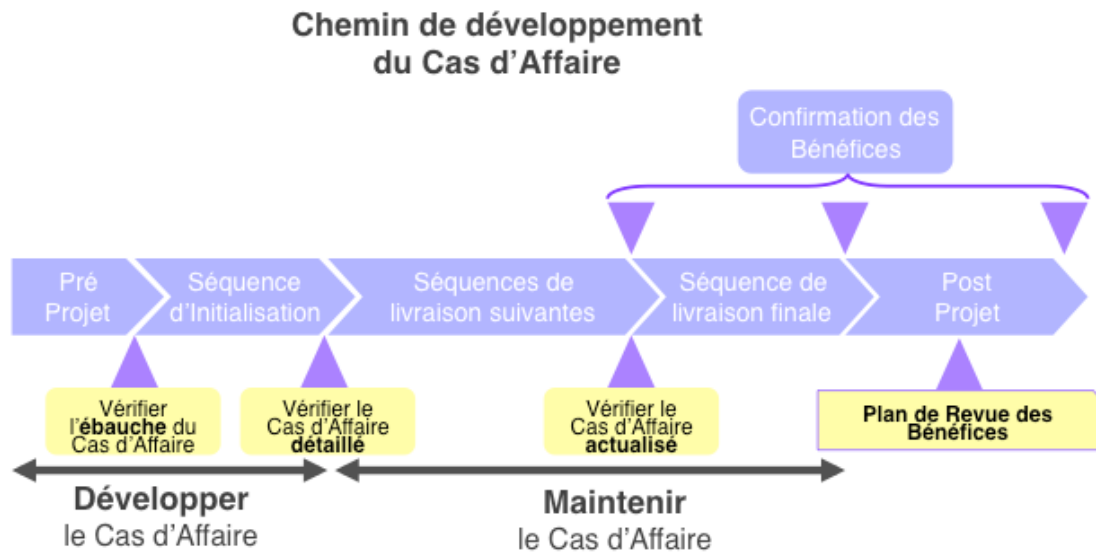 Chemin de développement
du Cas d'Affaire
Confirmation des
Bénéfices
Pré
Projet
Séquence
d'Initialisation
Séquences de
livraison suivantes
Séquence de
livraison finale
Post
Projet
Vérifier
l'ébauche du
Cas d'Affaire
Vérifier le
Cas d'Affaire
détaillé
Vérifier le
Cas d'Affaire
actualisé
Plan de Revue des
Bénéfices
Développer
le Cas d'Affaire
Maintenir
le Cas d'Affaire